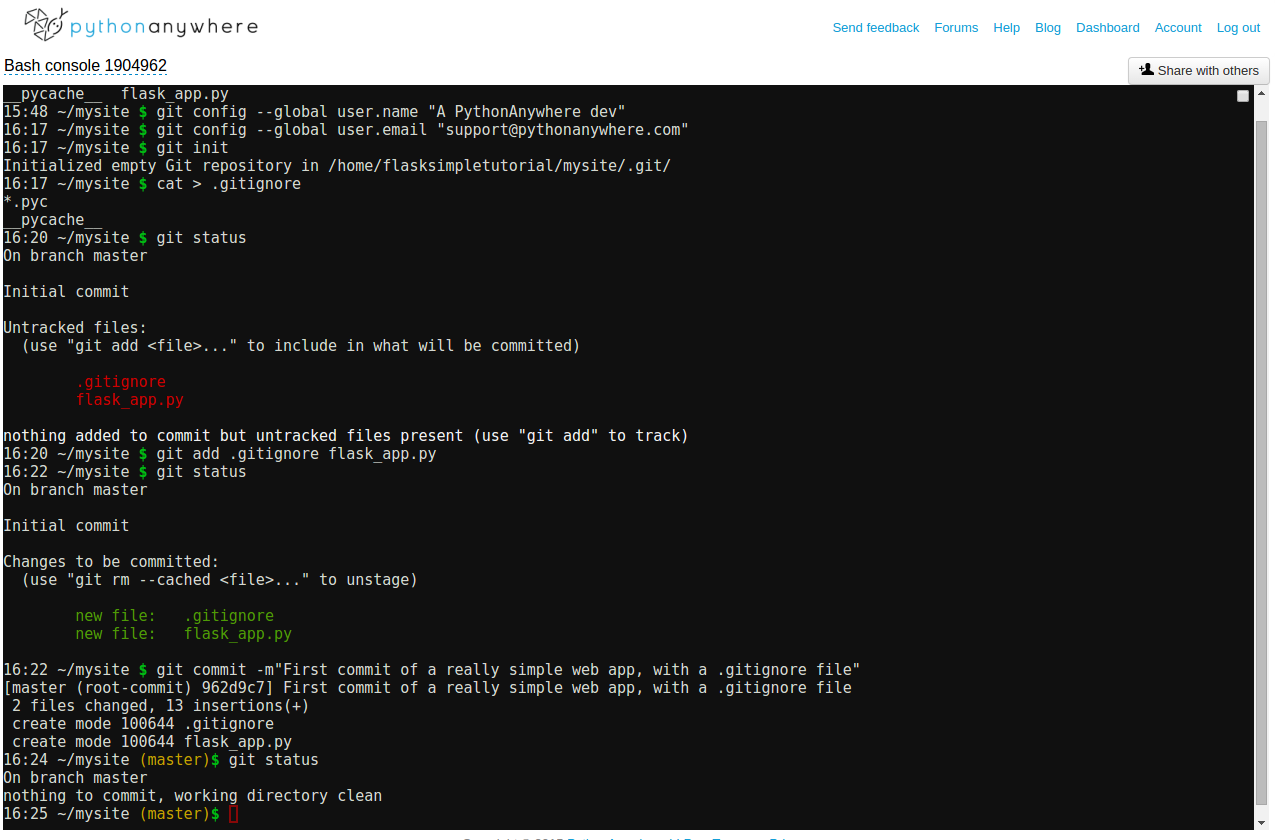 pythonanywhere
Send feedback Forums Help Blog Dashboard Account Log out
Bash console 1904962
Share with others
__pycache__  flask_app.py
15:48 ~/mysite $ git config --global user.name "A PythonAnywhere dev"
16:17 ~/mysite $ git config --global user.email "support@pythonanywhere.com"
16:17 ~/mysite $ git init
Initialized empty Git repository in /home/flasksimpletutorial/mysite/.git/
16:17 ~/mysite $ cat > .gitignore
*.pyc
__pycache__
16:20 ~/mysite $ git status
On branch master
Initial commit
Untracked files:
  (use "git add <file>..." to include in what will be committed)
        .gitignore
        flask_app.py
nothing added to commit but untracked files present (use "git add" to track)
16:20 ~/mysite $ git add .gitignore flask_app.py
16:22 ~/mysite $ git status
On branch master
Initial commit
Changes to be committed:
  (use "git rm --cached <file>..." to unstage)
        new file:   .gitignore
        new file:   flask_app.py
16:22 ~/mysite $ git commit -m"First commit of a really simple web app, with a .gitignore file"
[master (root-commit) 962d9c7] First commit of a really simple web app, with a .gitignore file
 2 files changed, 13 insertions(+)
 create mode 100644 .gitignore
 create mode 100644 flask_app.py
16:24 ~/mysite (master)$ git status
On branch master
nothing to commit, working directory clean
16:25 ~/mysite (master)$